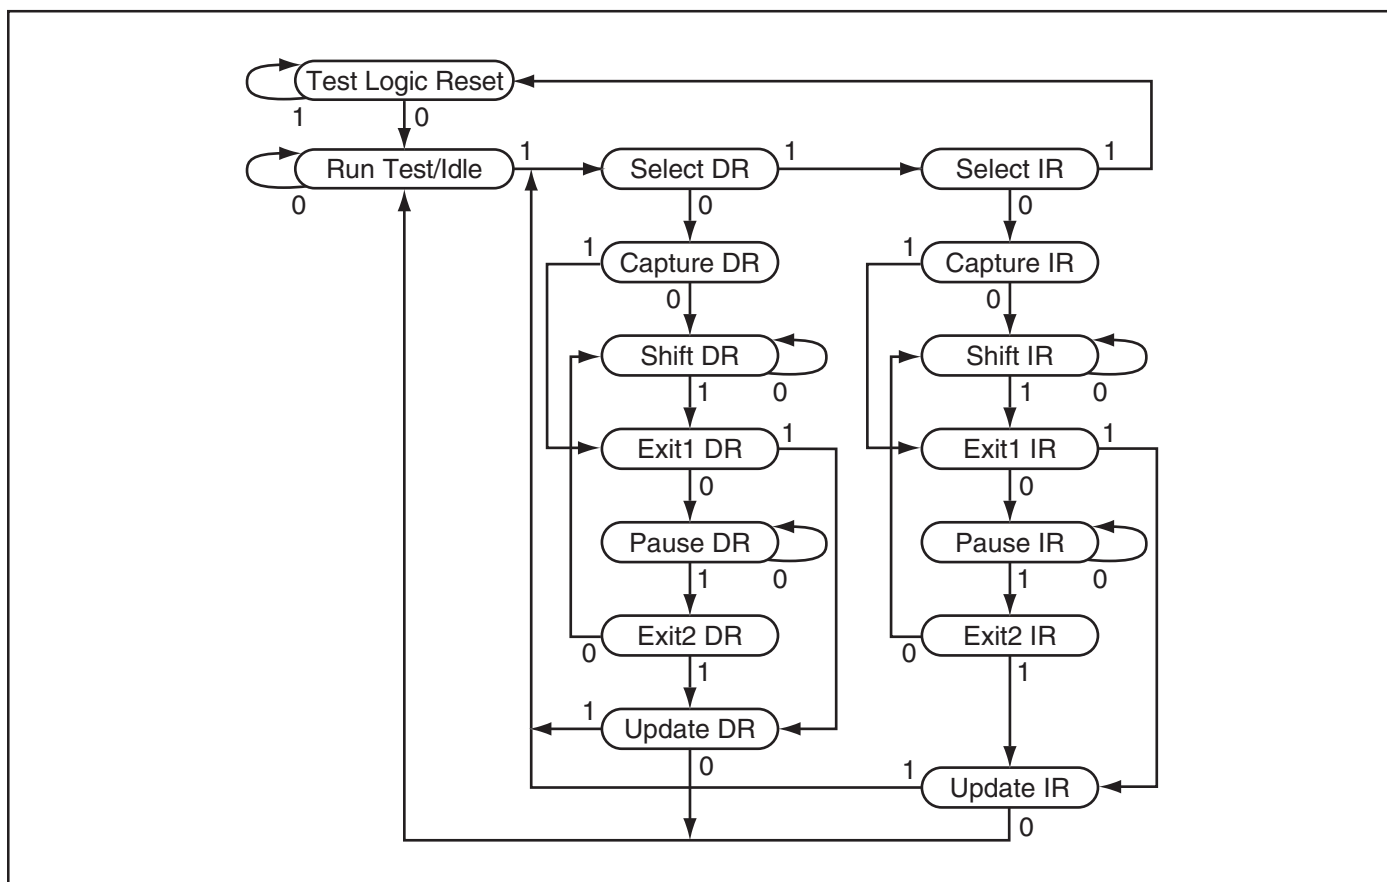 Test Logic Reset
1
0
Run Test/Idle
1
Select DR
1
Select IR
1
0
0
0
1
Capture DR
1
Capture IR
0
0
Shift DR
Shift IR
1
0
1
0
Exit1 DR
1
Exit1 IR
1
0
0
Pause DR
Pause IR
1
0
1
0
Exit2 DR
Exit2 IR
0
1
0
1
1
Update DR
0
1
Update IR
0